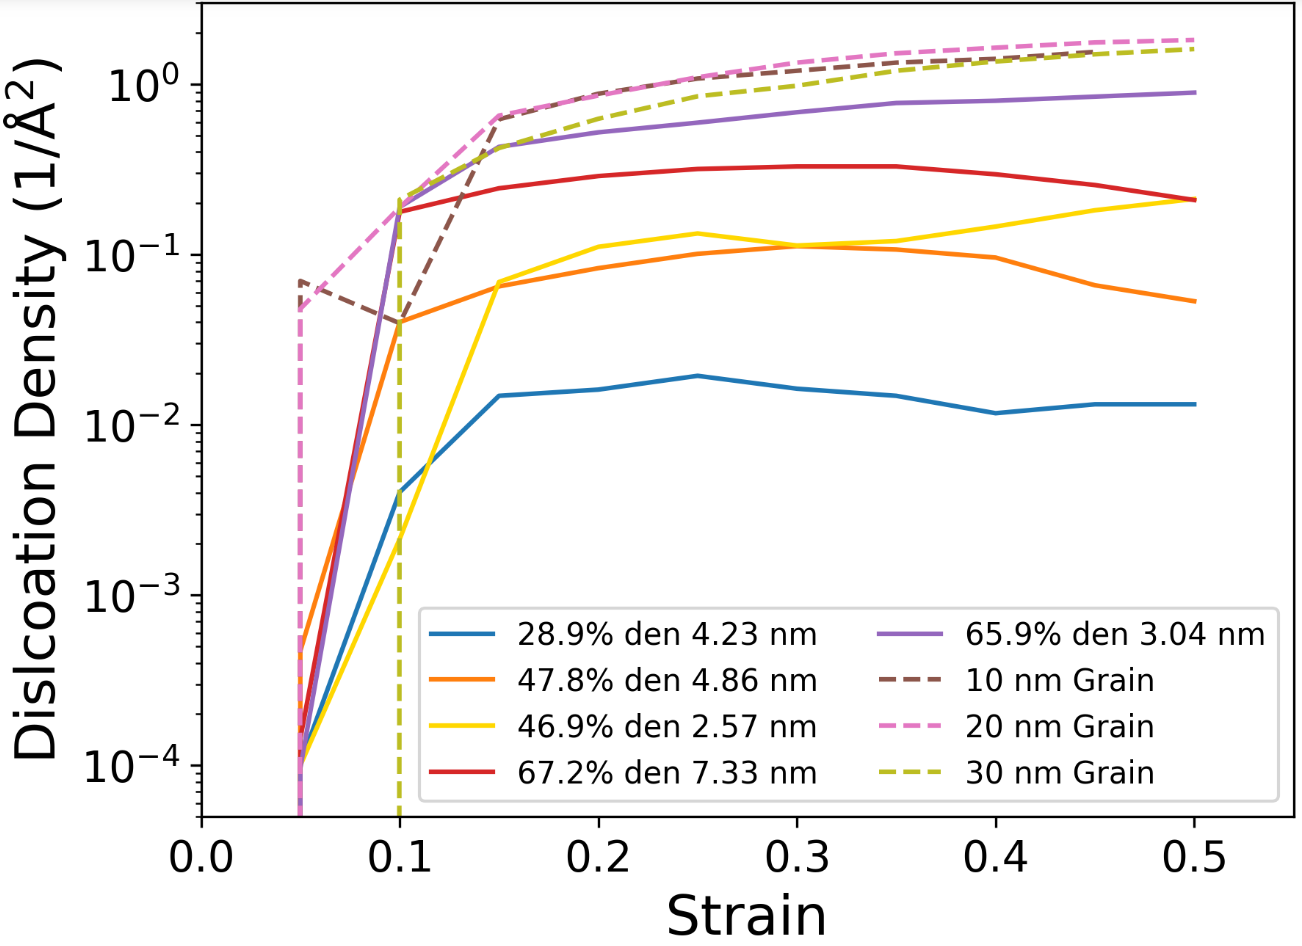 Dislcoation Density (1/Å²)
10⁰
10⁻¹
10⁻²
10⁻³
10⁻⁴
28.9% den 4.23 nm
47.8% den 4.86 nm
46.9% den 2.57 nm
67.2% den 7.33 nm
65.9% den 3.04 nm
10 nm Grain
20 nm Grain
30 nm Grain
0.0 0.1 0.2 0.3 0.4 0.5
Strain